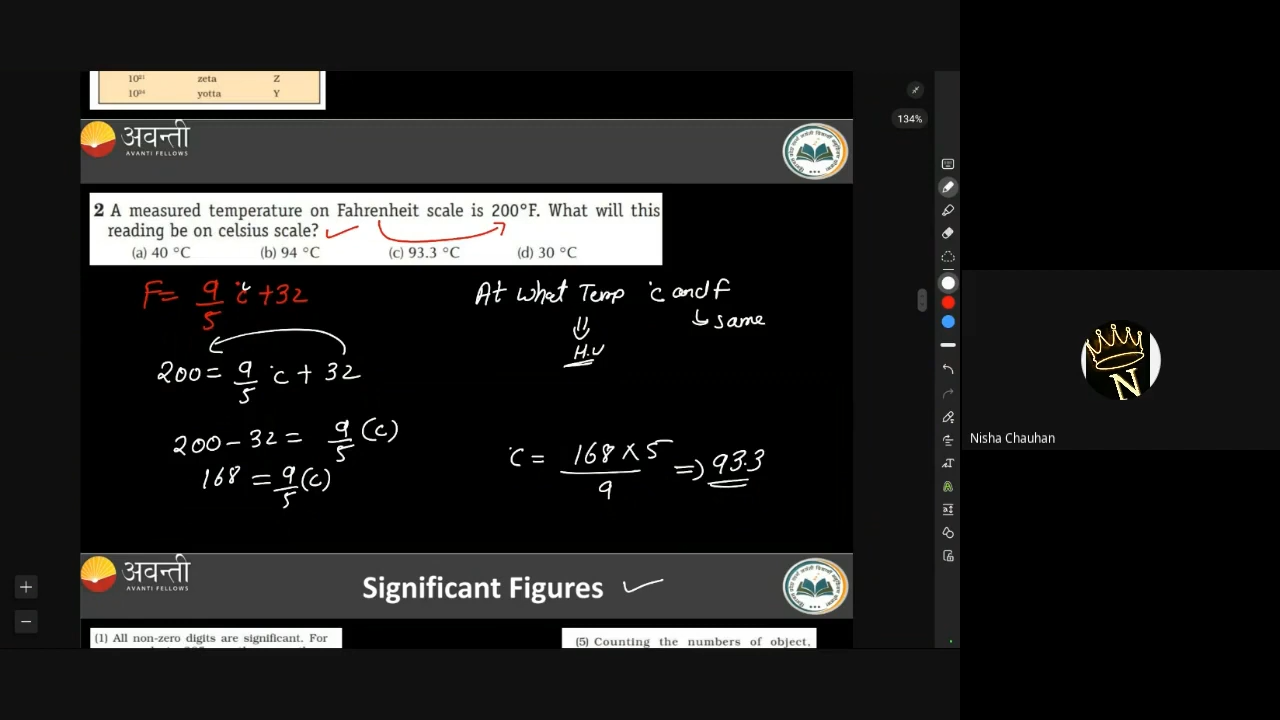 10²¹ zeta Z
10²⁴ yotta Y
134%
अवन्ती
AVANTI FELLOWS
2 A measured temperature on Fahrenheit scale is 200°F. What will this
reading be on celsius scale?
(a) 40 °C (b) 94 °C (c) 93.3 °C (d) 30 °C
F = 9/5 °C + 32
200 = 9/5 °C + 32
200 - 32 = 9/5 (C)
168 = 9/5 (C)
At what Temp °C and F
↳ same
H.W
°C = 168 × 5 / 9 ⇒ 93.3
Nisha Chauhan
N
अवन्ती
AVANTI FELLOWS
Significant Figures
(1) All non-zero digits are significant. For
(5) Counting the numbers of object,